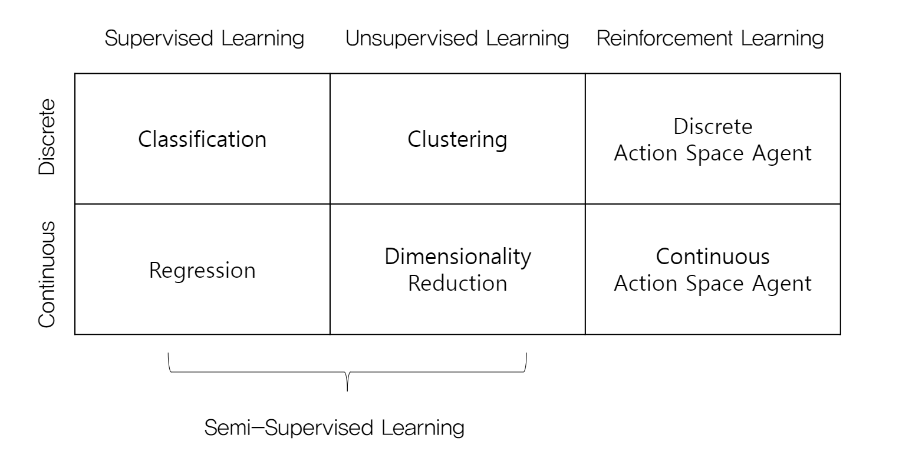 Supervised Learning
Unsupervised Learning
Reinforcement Learning
Discrete
Classification
Clustering
Discrete
Action Space Agent
Continuous
Regression
Dimensionality
Reduction
Continuous
Action Space Agent
Semi-Supervised Learning